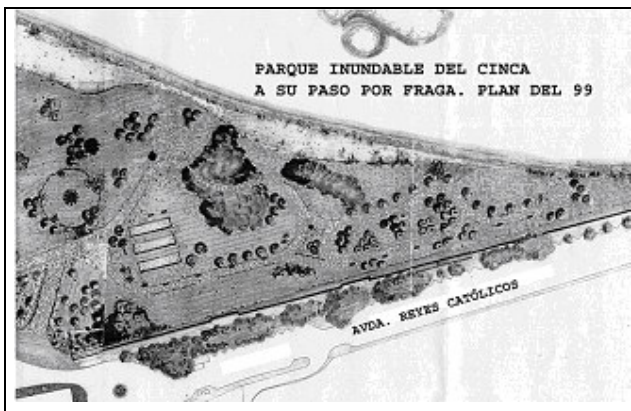 PARQUE INUNDABLE DEL CINCA
A SU PASO POR FRAGA. PLAN DEL 99
AVDA. REYES CATÓLICOS